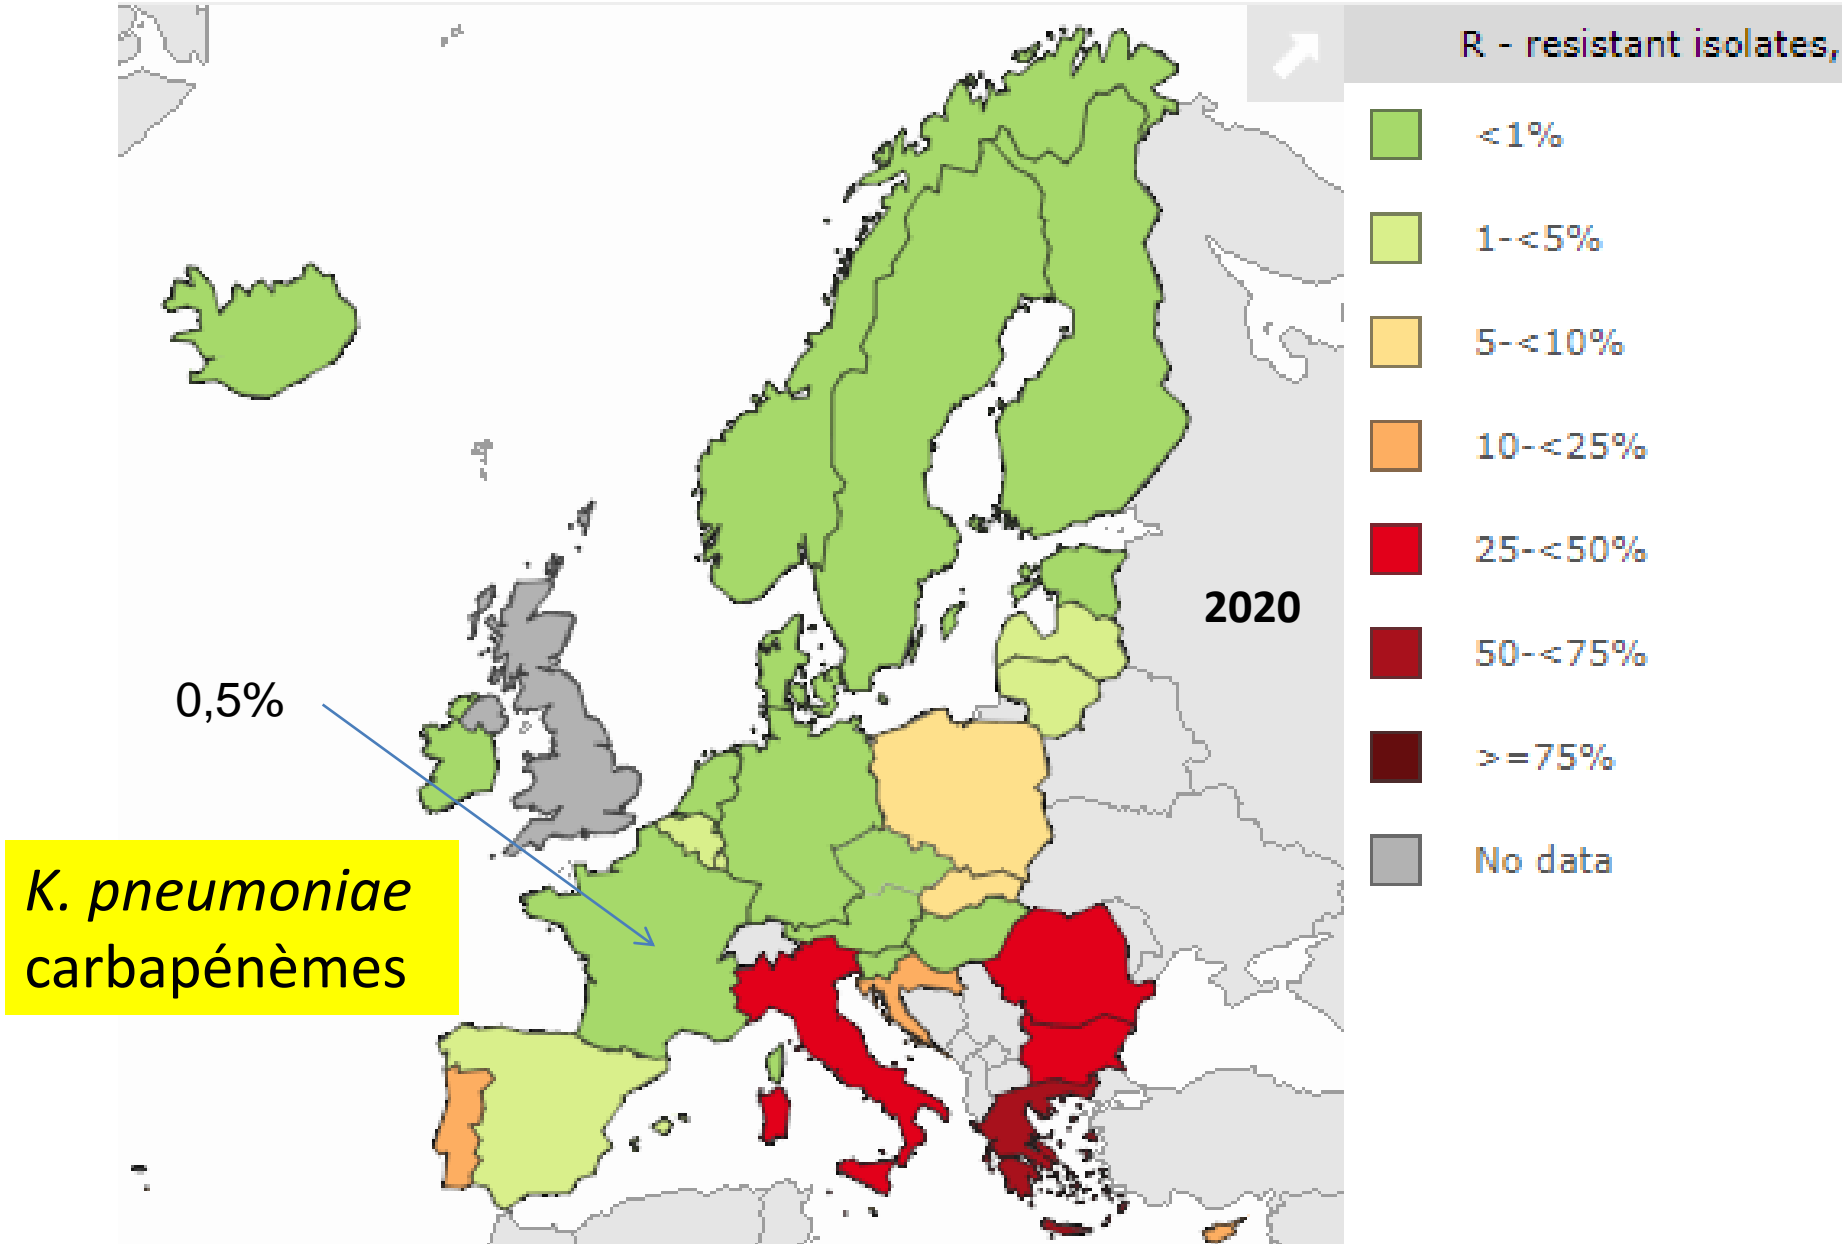 R - resistant isolates,
<1%
1-<5%
5-<10%
10-<25%
25-<50%
50-<75%
>=75%
No data
2020
0,5%
K. pneumoniae
carbapénèmes